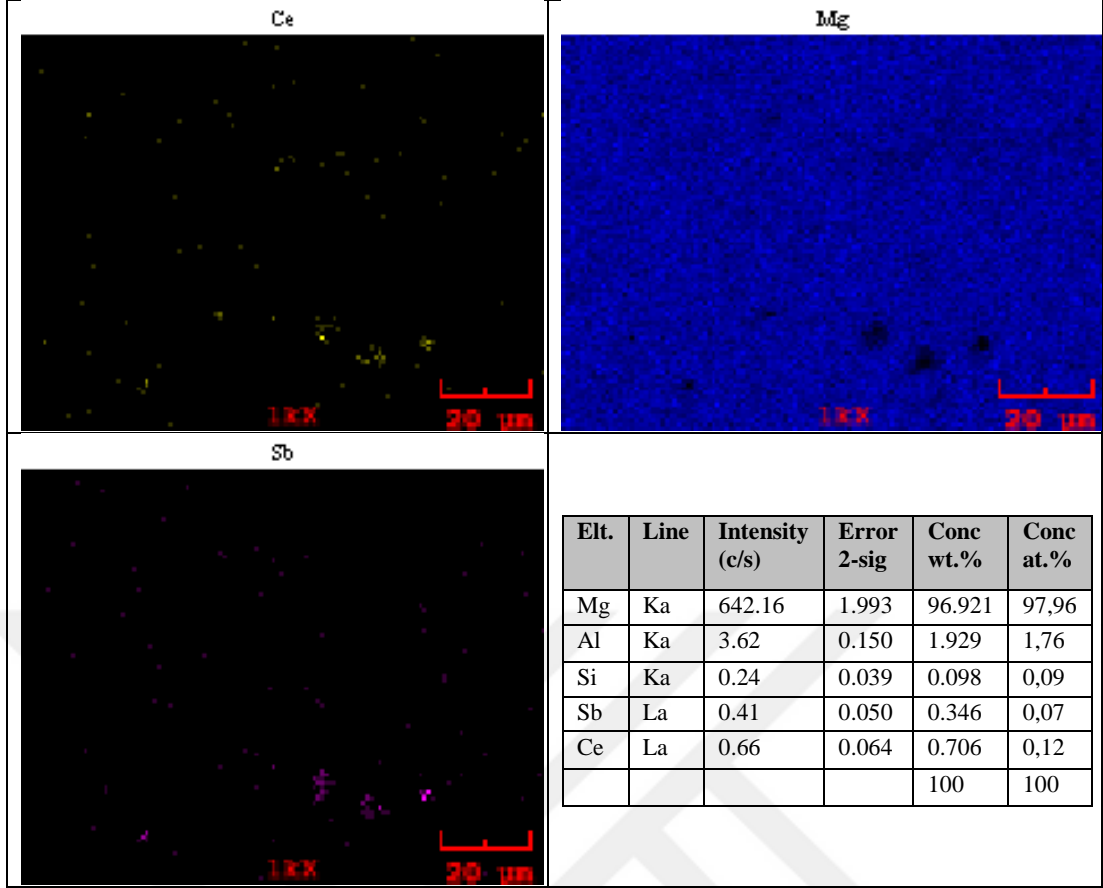 Ce
Mg
20 µm
20 µm
Sb
20 µm
Elt. Line Intensity (c/s) Error 2-sig Conc wt.% Conc at.%
Mg Ka 642.16 1.993 96.921 97,96
Al Ka 3.62 0.150 1.929 1,76
Si Ka 0.24 0.039 0.098 0,09
Sb La 0.41 0.050 0.346 0,07
Ce La 0.66 0.064 0.706 0,12
100 100